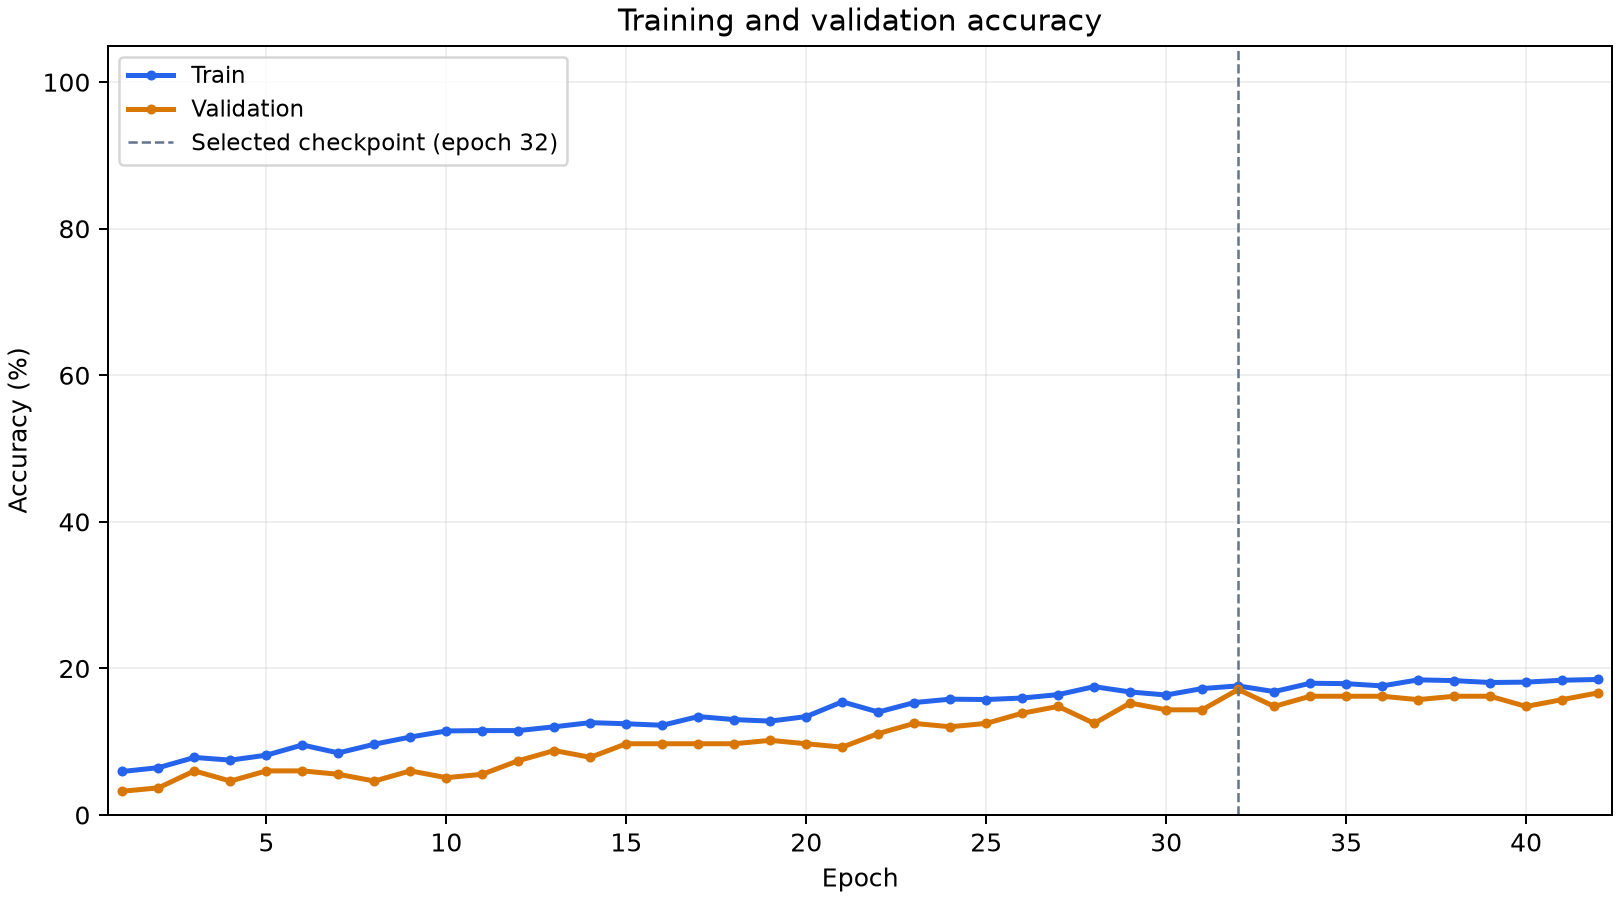 Training and validation accuracy
Train
Validation
Selected checkpoint (epoch 32)
100
80
60
40
20
0
Accuracy (%)
5 10 15 20 25 30 35 40
Epoch